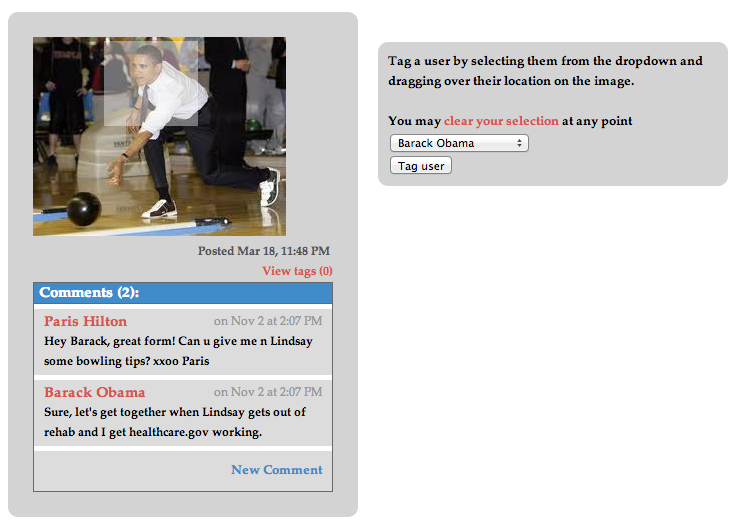 Tag a user by selecting them from the dropdown and
dragging over their location on the image.
You may clear your selection at any point
Barack Obama
Tag user
Posted Mar 18, 11:48 PM
View tags (0)
Comments (2):
Paris Hilton on Nov 2 at 2:07 PM
Hey Barack, great form! Can u give me n Lindsay
some bowling tips? xxoo Paris
Barack Obama on Nov 2 at 2:07 PM
Sure, let's get together when Lindsay gets out of
rehab and I get healthcare.gov working.
New Comment